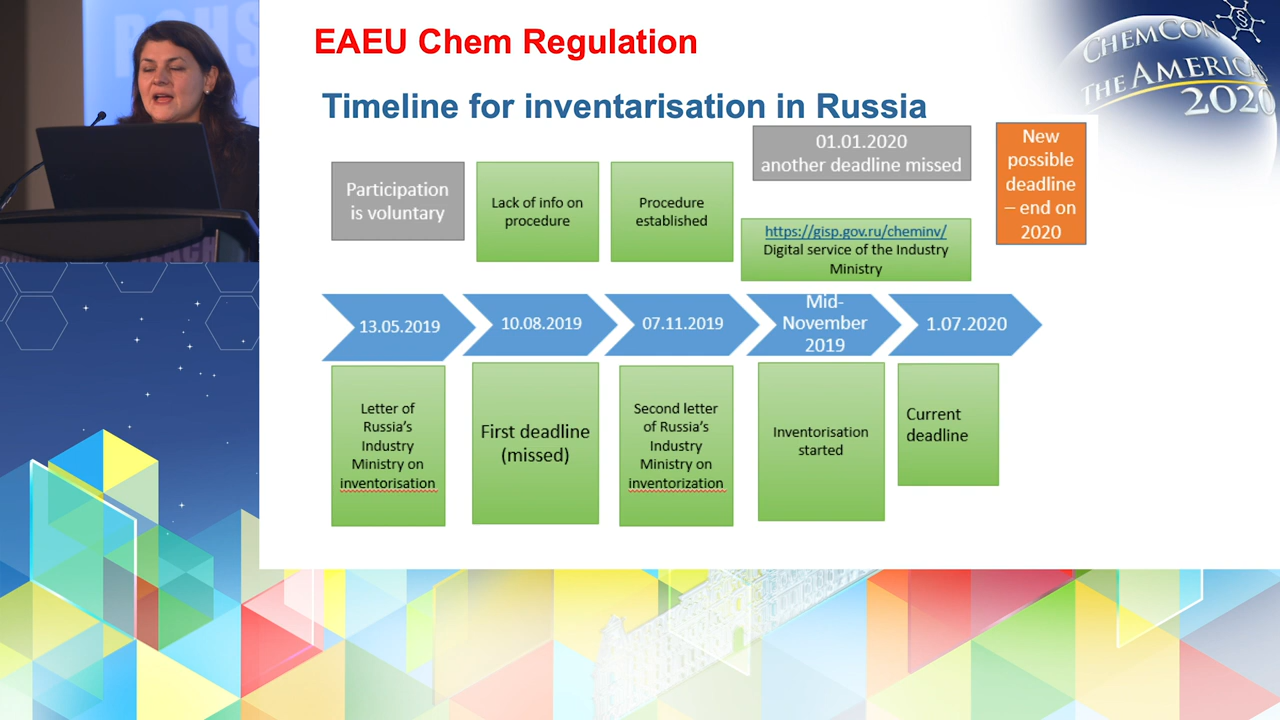 EAEU Chem Regulation
CHEMCON
THE AMERICAS
2020
Timeline for inventarisation in Russia
Participation
is voluntary
Lack of info on
procedure
Procedure
established
01.01.2020
another deadline missed
https://gisp.gov.ru/cheminv/
Digital service of the Industry
Ministry
New
possible
deadline
– end on
2020
13.05.2019
10.08.2019
07.11.2019
Mid-
November
2019
1.07.2020
Letter of
Russia’s
Industry
Ministry on
inventorisation
First deadline
(missed)
Second letter
of Russia’s
Industry
Ministry on
inventorization
Inventorisation
started
Current
deadline